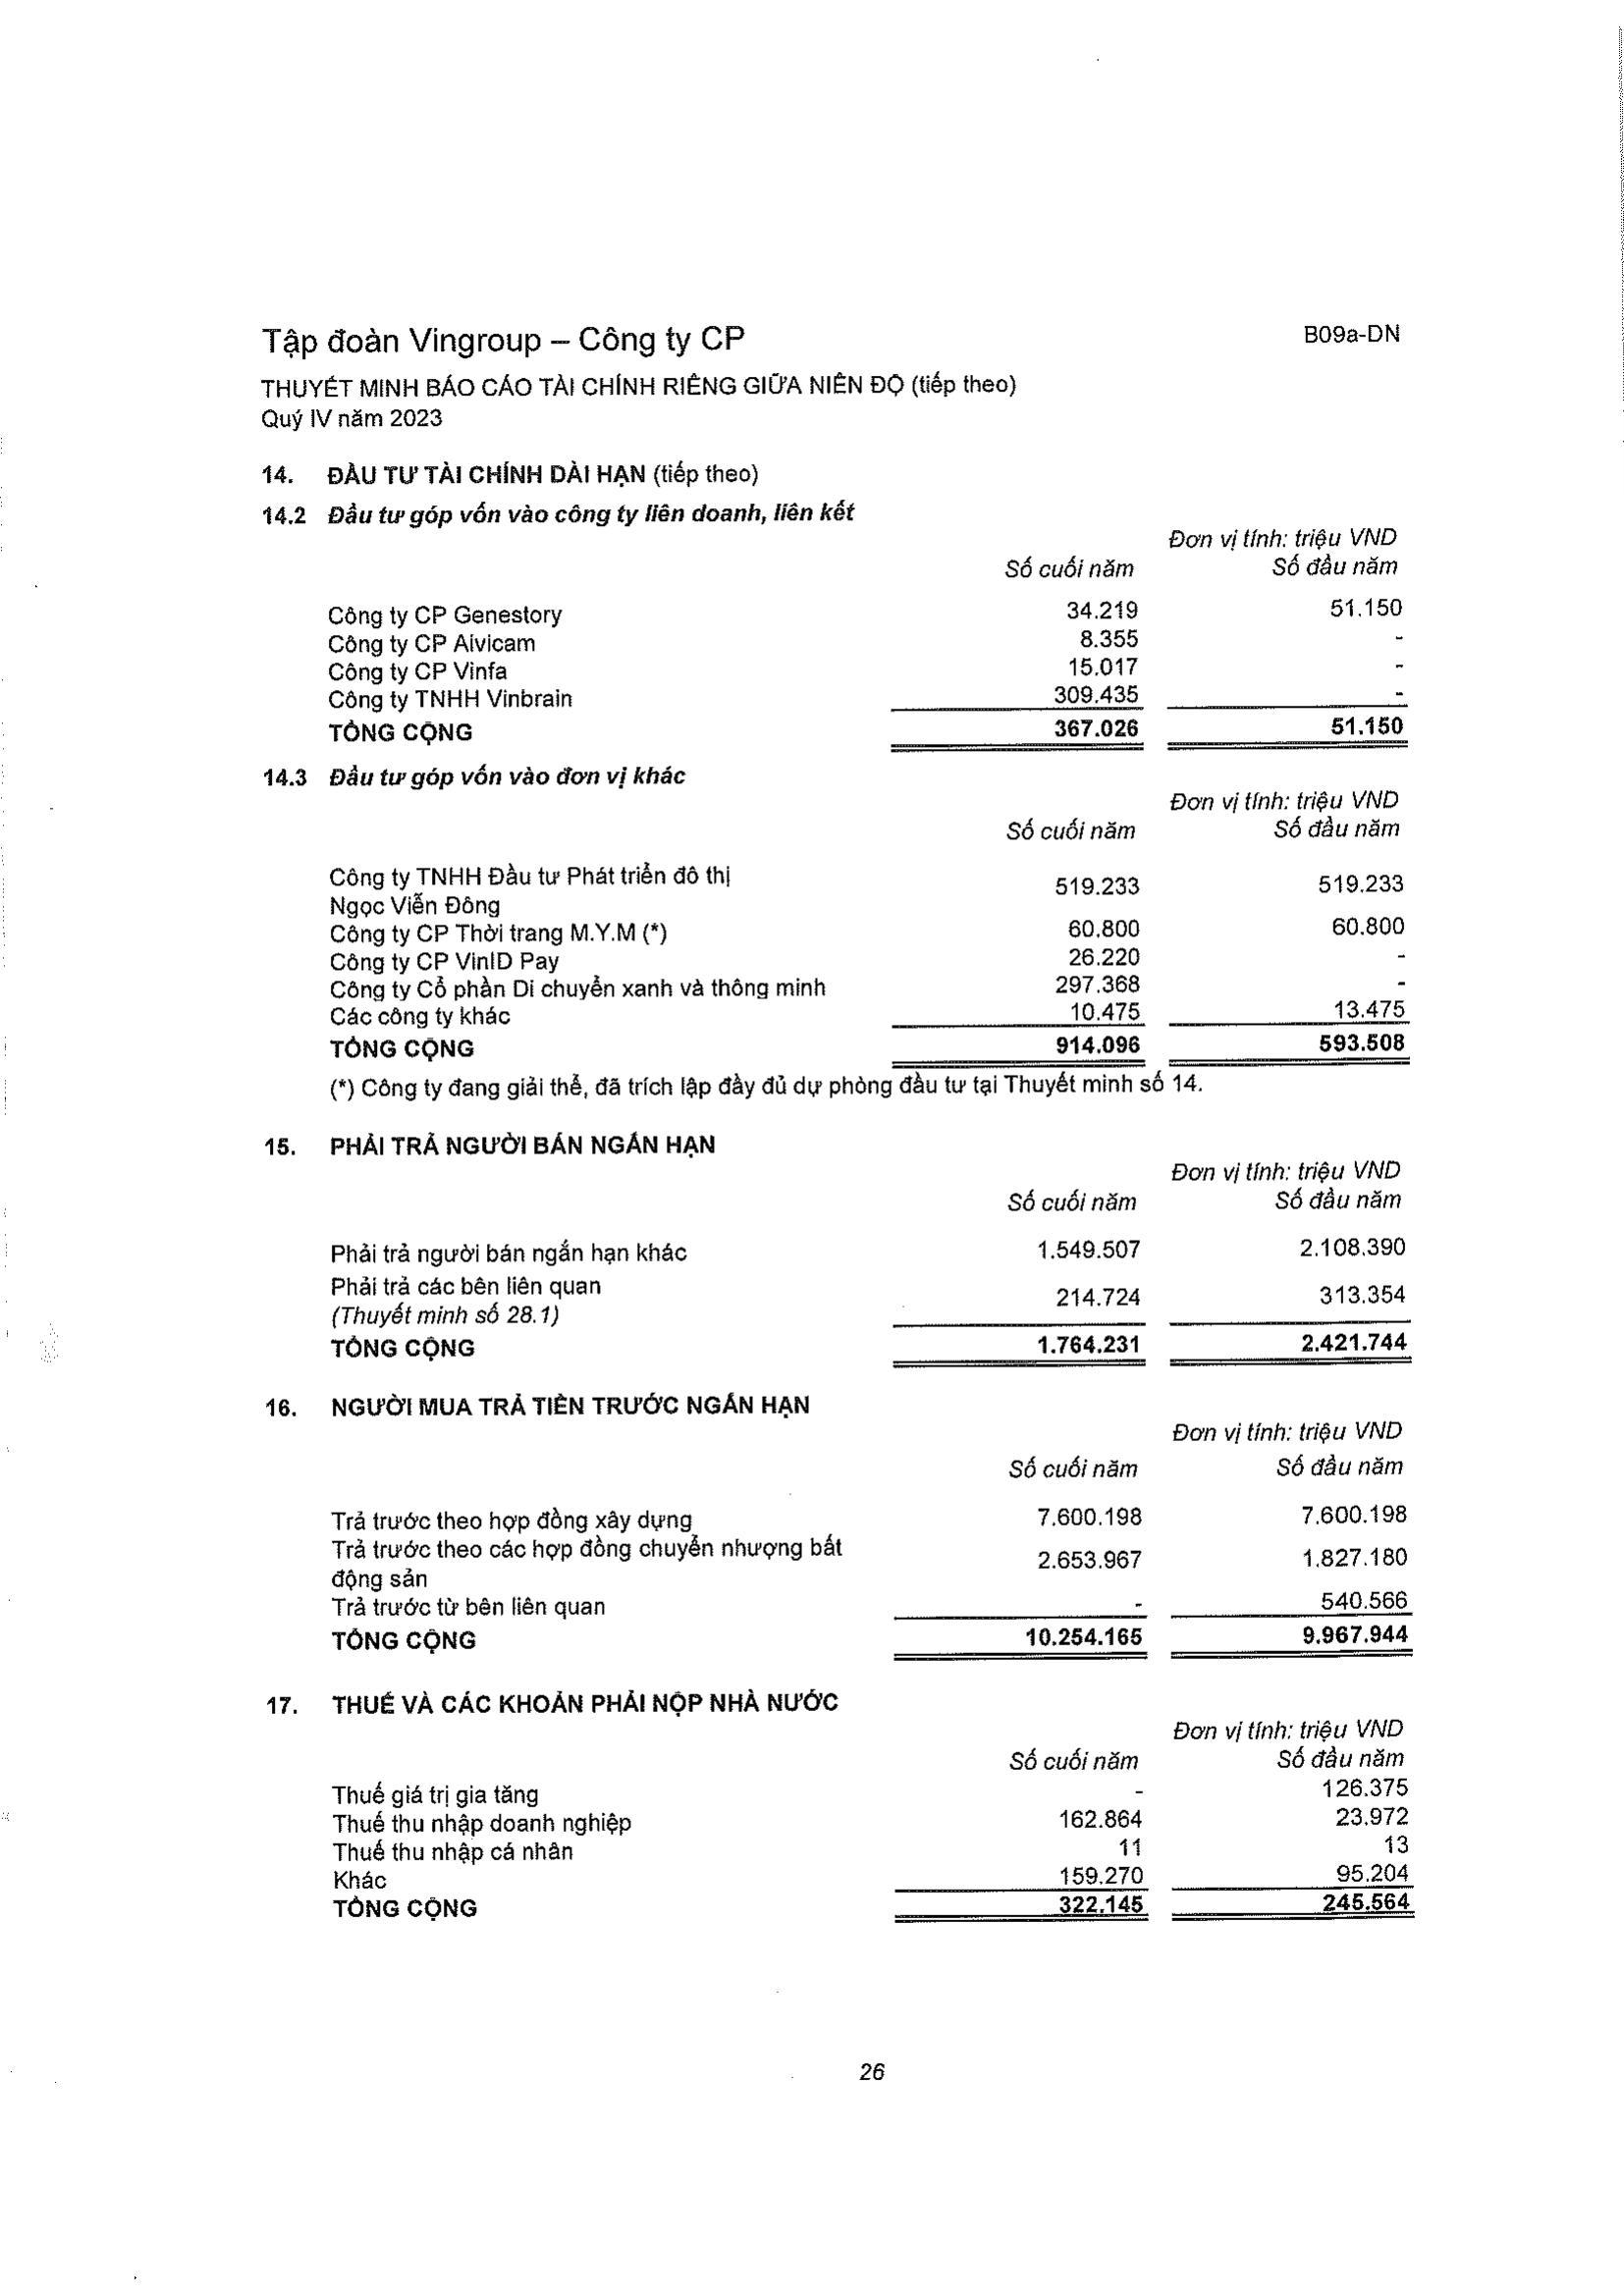 Tập đoàn Vingroup – Công ty CP B09a-DN
THUYẾT MINH BÁO CÁO TÀI CHÍNH RIÊNG GIỮA NIÊN ĐỘ (tiếp theo)
Quý IV năm 2023
14. ĐẦU TƯ TÀI CHÍNH DÀI HẠN (tiếp theo)
14.2 Đầu tư góp vốn vào công ty liên doanh, liên kết
Đơn vị tính: triệu VND
Số cuối năm Số đầu năm
Công ty CP Genestory 34.219 51.150
Công ty CP Aivicam 8.355 -
Công ty CP Vinfa 15.017 -
Công ty TNHH Vinbrain 309.435 -
TỔNG CỘNG 367.026 51.150
14.3 Đầu tư góp vốn vào đơn vị khác
Đơn vị tính: triệu VND
Số cuối năm Số đầu năm
Công ty TNHH Đầu tư Phát triển đô thị
Ngọc Viễn Đông 519.233 519.233
Công ty CP Thời trang M.Y.M (*) 60.800 60.800
Công ty CP VinID Pay 26.220 -
Công ty Cổ phần Di chuyển xanh và thông minh 297.368 -
Các công ty khác 10.475 13.475
TỔNG CỘNG 914.096 593.508
(*) Công ty đang giải thể, đã trích lập đầy đủ dự phòng đầu tư tại Thuyết minh số 14.
15. PHẢI TRẢ NGƯỜI BÁN NGẮN HẠN
Đơn vị tính: triệu VND
Số cuối năm Số đầu năm
Phải trả người bán ngắn hạn khác 1.549.507 2.108.390
Phải trả các bên liên quan
(Thuyết minh số 28.1) 214.724 313.354
TỔNG CỘNG 1.764.231 2.421.744
16. NGƯỜI MUA TRẢ TIỀN TRƯỚC NGẮN HẠN
Đơn vị tính: triệu VND
Số cuối năm Số đầu năm
Trả trước theo hợp đồng xây dựng 7.600.198 7.600.198
Trả trước theo các hợp đồng chuyển nhượng bất
động sản 2.653.967 1.827.180
Trả trước từ bên liên quan - 540.566
TỔNG CỘNG 10.254.165 9.967.944
17. THUẾ VÀ CÁC KHOẢN PHẢI NỘP NHÀ NƯỚC
Đơn vị tính: triệu VND
Số cuối năm Số đầu năm
Thuế giá trị gia tăng - 126.375
Thuế thu nhập doanh nghiệp 162.864 23.972
Thuế thu nhập cá nhân 11 13
Khác 159.270 95.204
TỔNG CỘNG 322.145 245.564
26